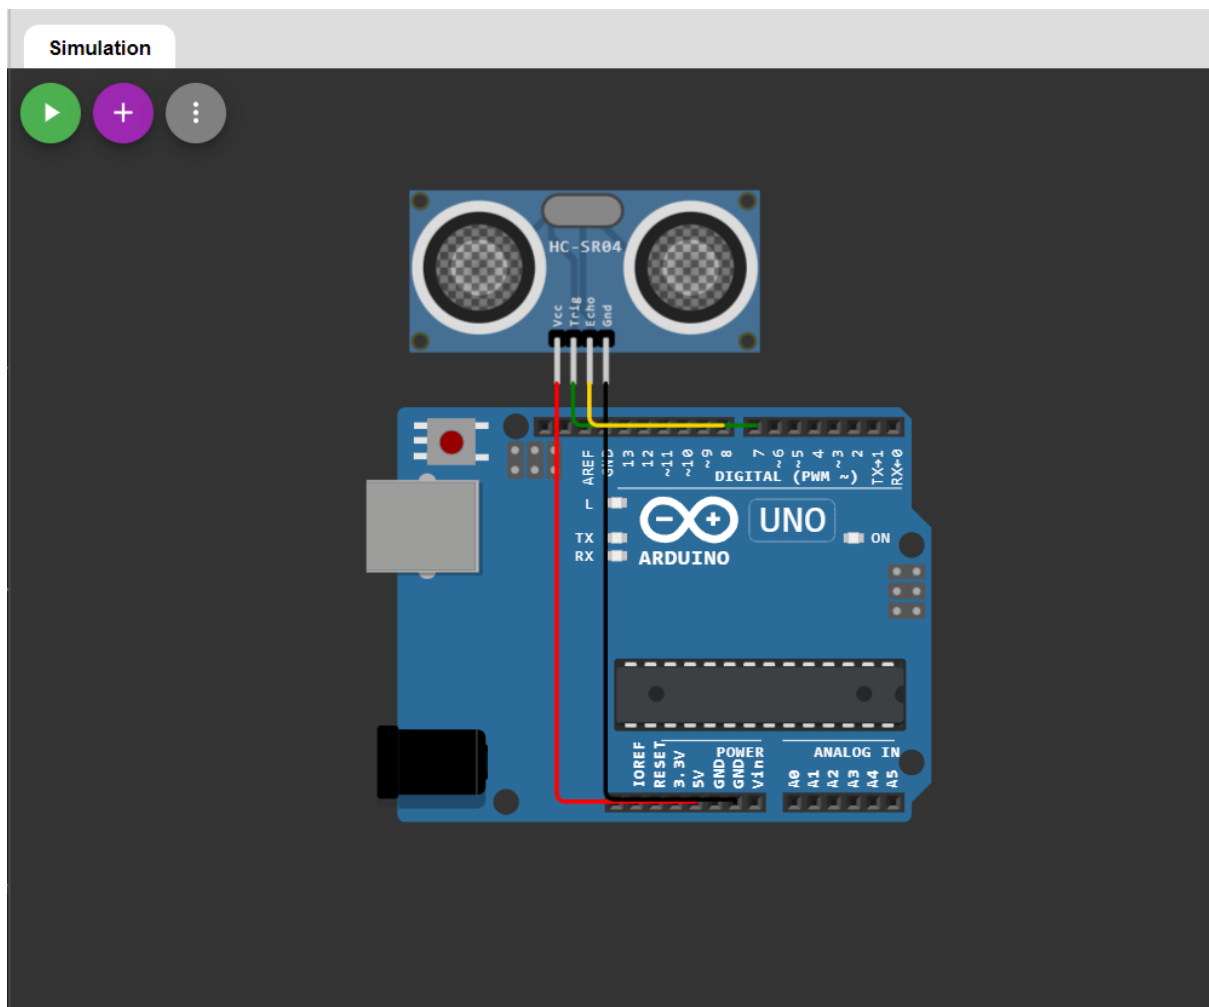 Simulation
HC-SR04
Vcc
Trig
Echo
Gnd
AREF
GND
13
12
~11
~10
~9
8
7
~6
~5
4
~3
2
TX→1
RX←0
DIGITAL (PWM ~)
L
TX
RX
UNO
ON
ARDUINO
IOREF
RESET
3.3V
5V
GND
GND
Vin
POWER
ANALOG IN
A0
A1
A2
A3
A4
A5